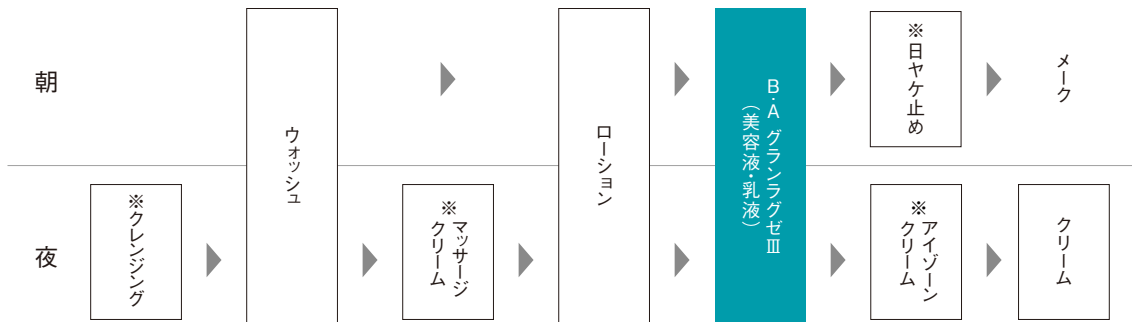 朝
ウォッシュ
ローション
B・A グランラグゼⅢ
（美容液・乳液）
※日ヤケ止め
メーク
夜
※クレンジング
※マッサージ
クリーム
※アイゾーン
クリーム
クリーム